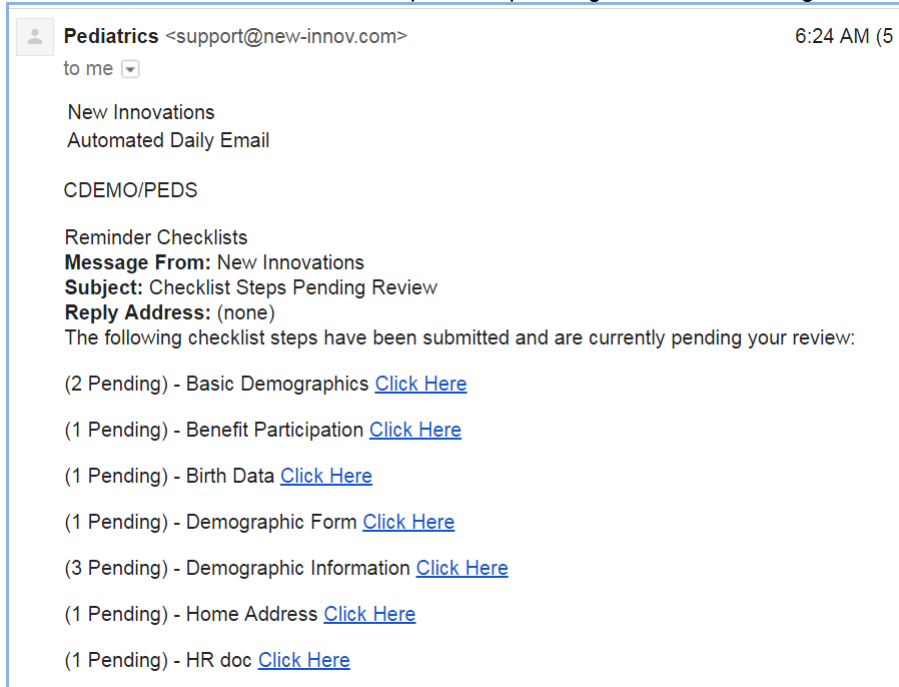 Pediatrics <support@new-innov.com> 6:24 AM (5
to me
New Innovations
Automated Daily Email
CDEMO/PEDS
Reminder Checklists
Message From: New Innovations
Subject: Checklist Steps Pending Review
Reply Address: (none)
The following checklist steps have been submitted and are currently pending your review:
(2 Pending) - Basic Demographics Click Here
(1 Pending) - Benefit Participation Click Here
(1 Pending) - Birth Data Click Here
(1 Pending) - Demographic Form Click Here
(3 Pending) - Demographic Information Click Here
(1 Pending) - Home Address Click Here
(1 Pending) - HR doc Click Here